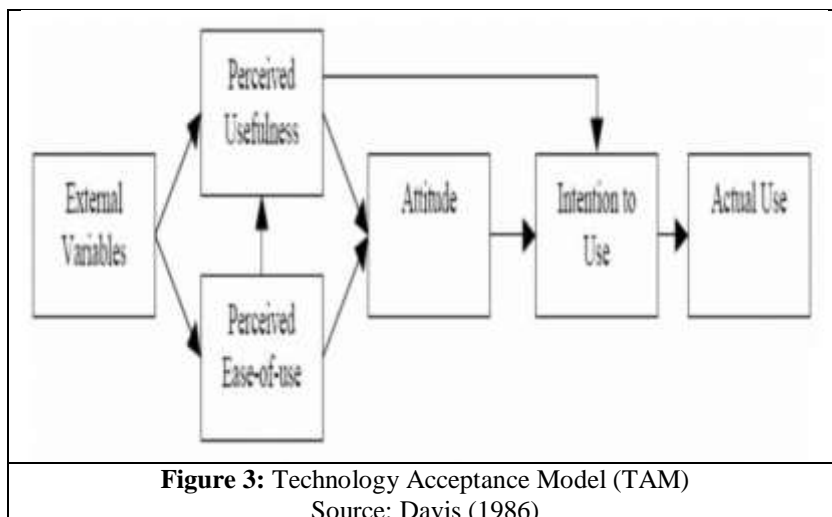 Perceived
Usefulness
External
Variables
Attitude
Intention to
Use
Actual Use
Perceived
Ease-of-use
Figure 3: Technology Acceptance Model (TAM)
Source: Davis (1986)